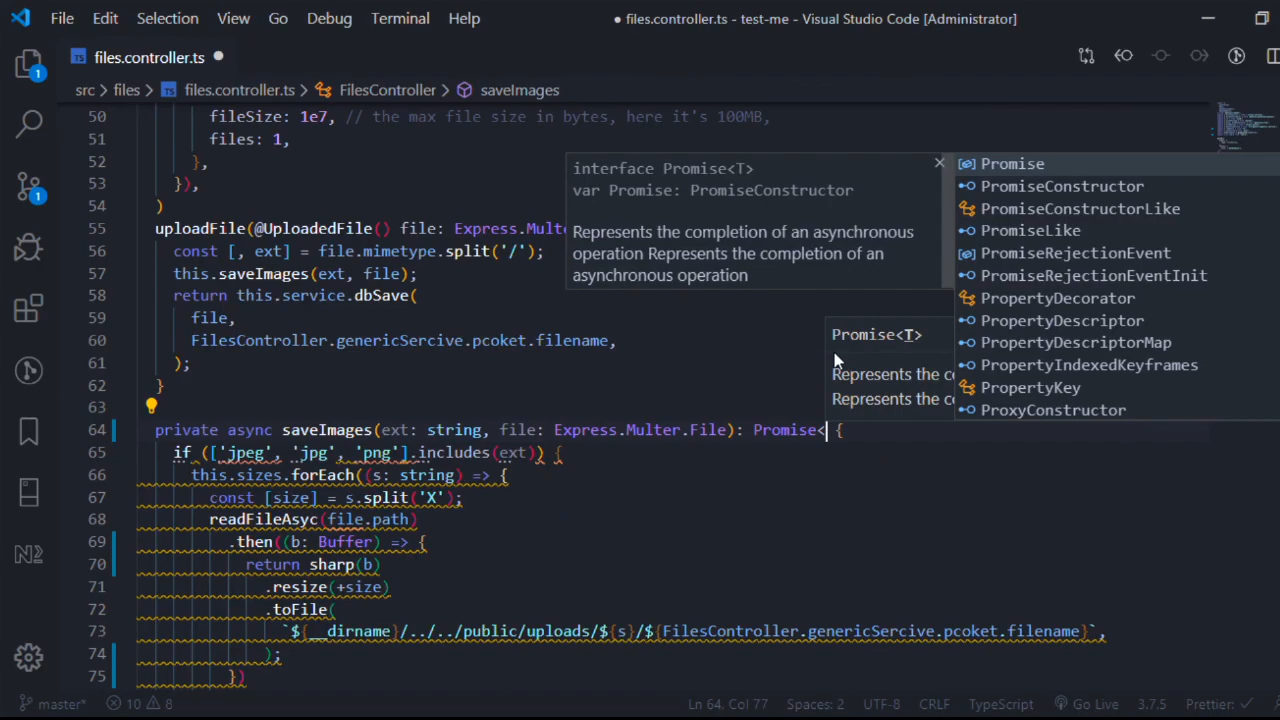 File Edit Selection View Go Debug Terminal Help
● files.controller.ts - test-me - Visual Studio Code [Administrator]
TS files.controller.ts ●
src > files > TS files.controller.ts > FilesController > saveImages
50 fileSize: 1e7, // the max file size in bytes, here it's 100MB,
51 files: 1,
52 },
53 }),
54 )
55 uploadFile(@UploadedFile() file: Express.Mult
56 const [, ext] = file.mimetype.split('/');
57 this.saveImages(ext, file);
58 return this.service.dbSave(
59 file,
60 FilesController.genericSercive.pcoket.filename,
61 );
62 }
63
64 private async saveImages(ext: string, file: Express.Multer.File): Promise< {
65 if (['jpeg', 'jpg', 'png'].includes(ext)) {
66 this.sizes.forEach((s: string) => {
67 const [size] = s.split('X');
68 readFileAsyc(file.path)
69 .then((b: Buffer) => {
70 return sharp(b)
71 .resize(+size)
72 .toFile(
73 `${__dirname}/../../public/uploads/${s}/${FilesController.genericSercive.pcoket.filename}`,
74 );
75 })
interface Promise<T>
var Promise: PromiseConstructor
Represents the completion of an asynchronous
operation Represents the completion of an
asynchronous operation
Promise<T>
Represents the c
Represents the c
Promise
PromiseConstructor
PromiseConstructorLike
PromiseLike
PromiseRejectionEvent
PromiseRejectionEventInit
PropertyDecorator
PropertyDescriptor
PropertyDescriptorMap
PropertyIndexedKeyframes
PropertyKey
ProxyConstructor
1
1
master* 10 8 Ln 64, Col 77 Spaces: 2 UTF-8 CRLF TypeScript Go Live 3.7.5 Prettier: ✓